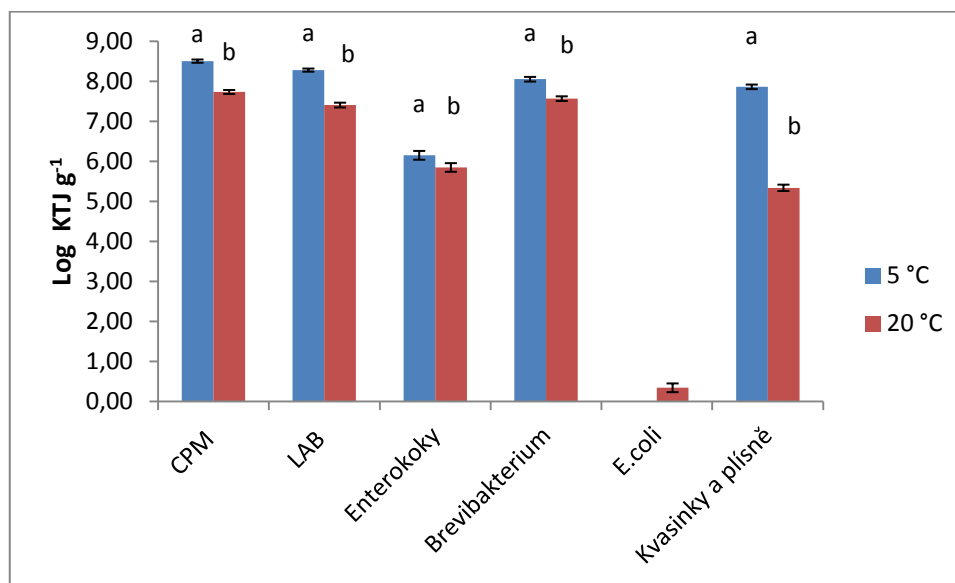 Log KTJ g⁻¹
9,00
8,00
7,00
6,00
5,00
4,00
3,00
2,00
1,00
0,00
a
b
a
b
a
b
a
b
a
b
CPM
LAB
Enterokoky
Brevibakterium
E.coli
Kvasinky a plísně
5 °C
20 °C